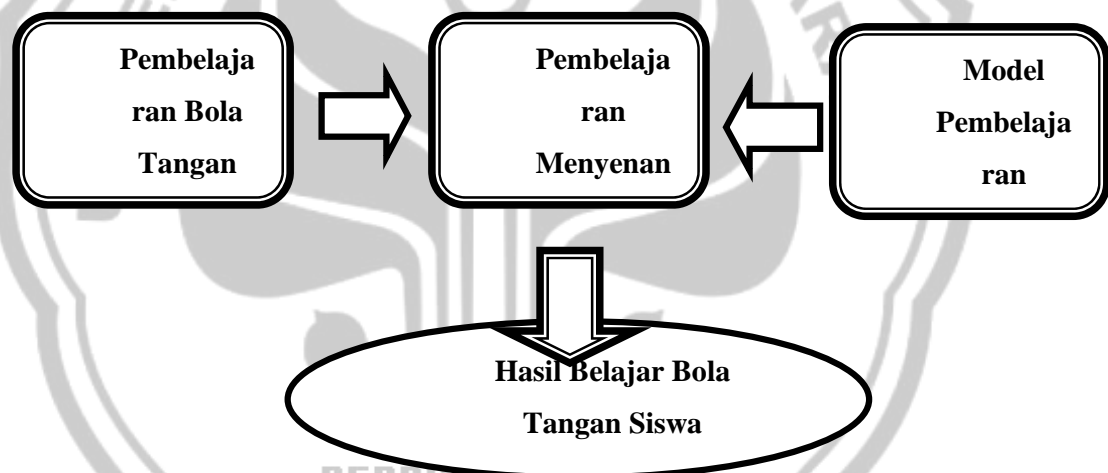 Pembelaja
ran Bola
Tangan
Pembelaja
ran
Menyenan
Model
Pembelaja
ran
Hasil Belajar Bola
Tangan Siswa